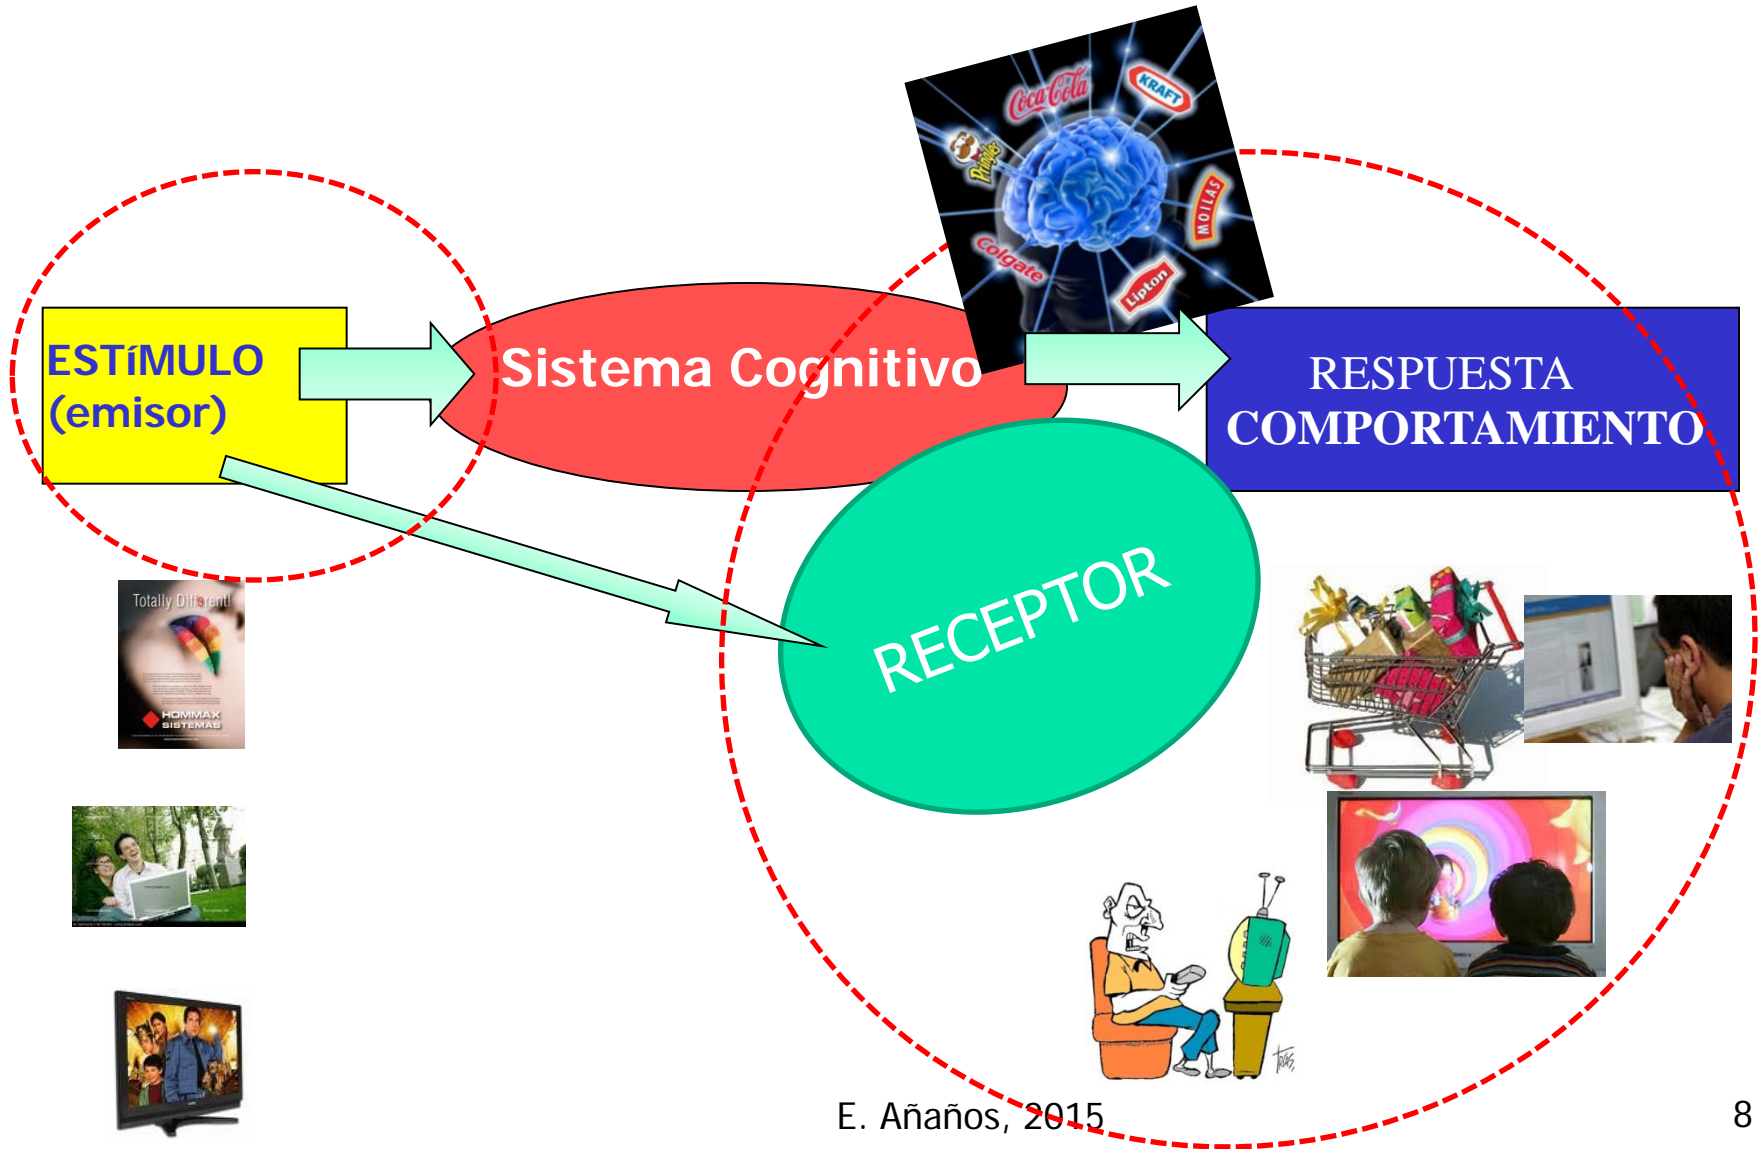 Coca-Cola
KRAFT
Pringles
MOILAS
Colgate
Lipton
ESTíMULO
(emisor)
Sistema Cognitivo
RESPUESTA
COMPORTAMIENTO
RECEPTOR
Totally Different!
HOMMAX
SISTEMAS
E. Añaños, 2015
8